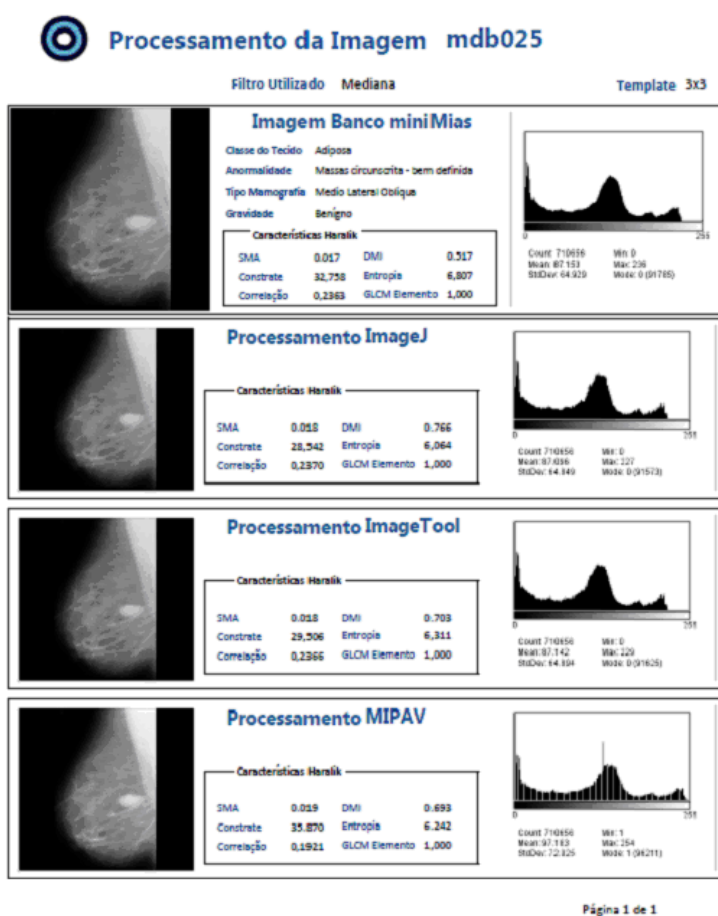 Processamento da Imagem mdb025
Filtro Utilizado Mediana Template 3x3
Imagem Banco miniMias
Classe do Tecido Adiposa
Anormalidade Massas circunscrita - bem definida
Tipo Mamografia Medio Lateral Obliqua
Gravidade Benigno
Características Haralik
SMA 0.017 DMI 0.517
Constrate 32,758 Entropia 6,807
Correlação 0,2363 GLCM Elemento 1,000
0 255
Count: 710656 Min: 0
Mean: 87.153 Max: 236
StdDev: 64.929 Mode: 0 (91785)
Processamento ImageJ
Características Haralik
SMA 0.018 DMI 0.766
Constrate 28,542 Entropia 6,064
Correlação 0,2370 GLCM Elemento 1,000
0 255
Count: 710656 Min: 0
Mean: 87.036 Max: 227
StdDev: 64.849 Mode: 0 (91573)
Processamento ImageTool
Características Haralik
SMA 0.018 DMI 0.703
Constrate 29,506 Entropia 6,311
Correlação 0,2366 GLCM Elemento 1,000
0 255
Count: 710656 Min: 0
Mean: 87.142 Max: 229
StdDev: 64.894 Mode: 0 (91625)
Processamento MIPAV
Características Haralik
SMA 0.019 DMI 0.693
Constrate 35.870 Entropia 6.242
Correlação 0,1921 GLCM Elemento 1,000
0 255
Count: 710656 Min: 1
Mean: 97.183 Max: 254
StdDev: 72.825 Mode: 1 (96211)
Página 1 de 1